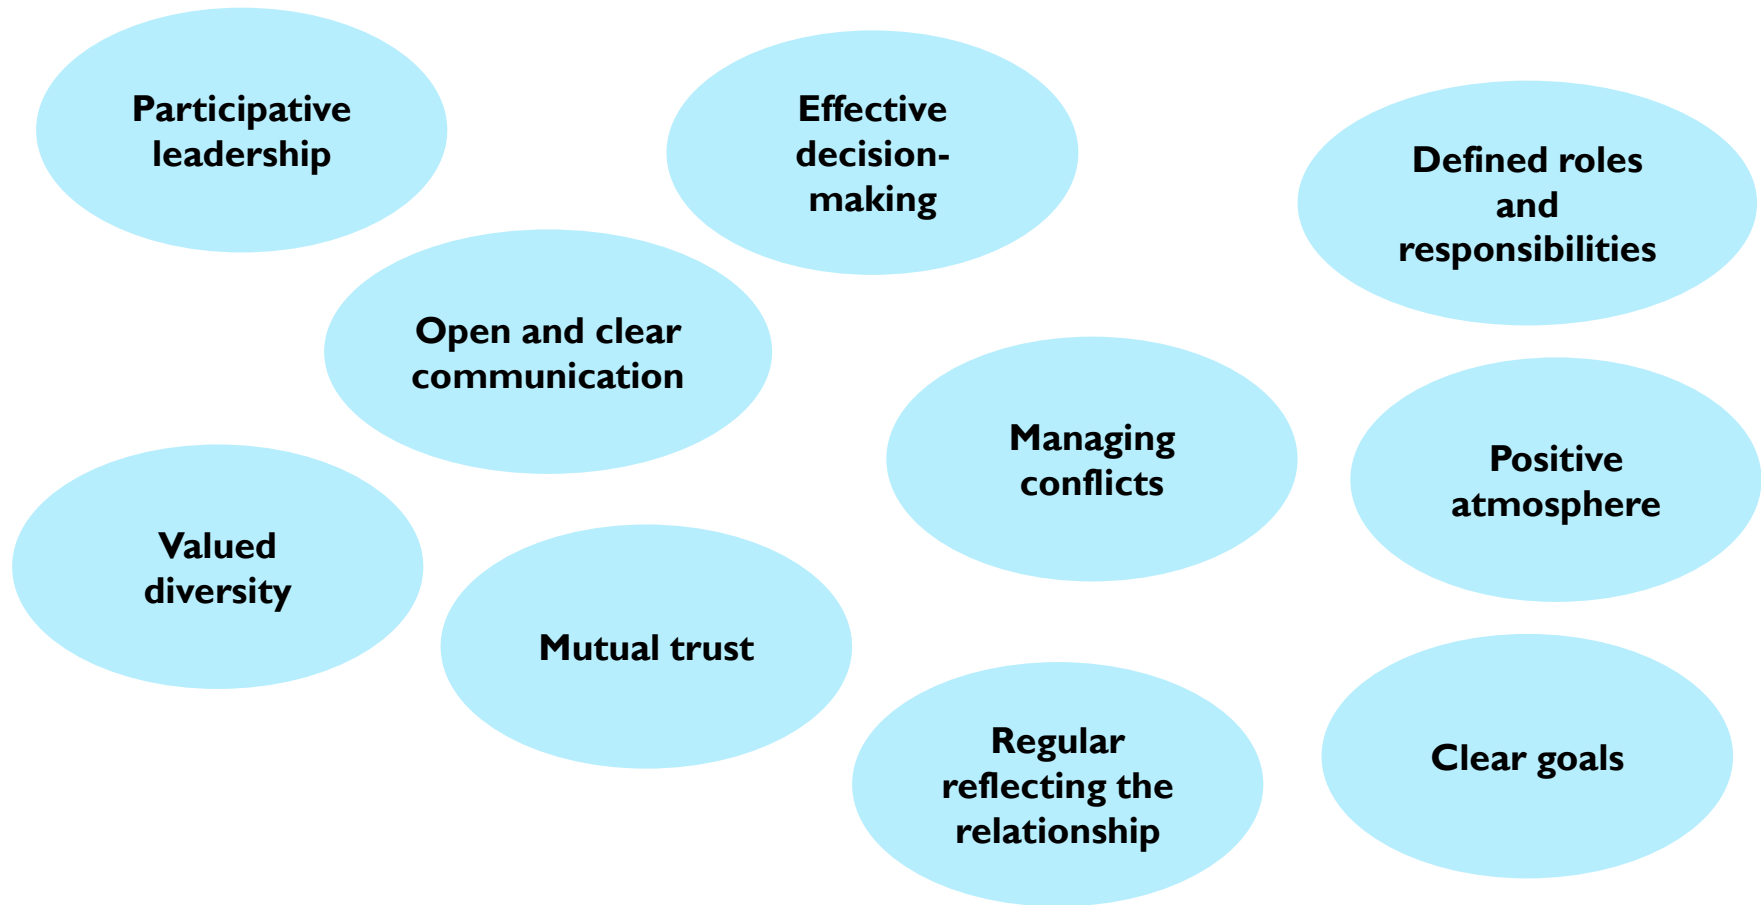 Participative
leadership
Effective
decision-
making
Defined roles
and
responsibilities
Open and clear
communication
Managing
conflicts
Positive
atmosphere
Valued
diversity
Mutual trust
Regular
reflecting the
relationship
Clear goals